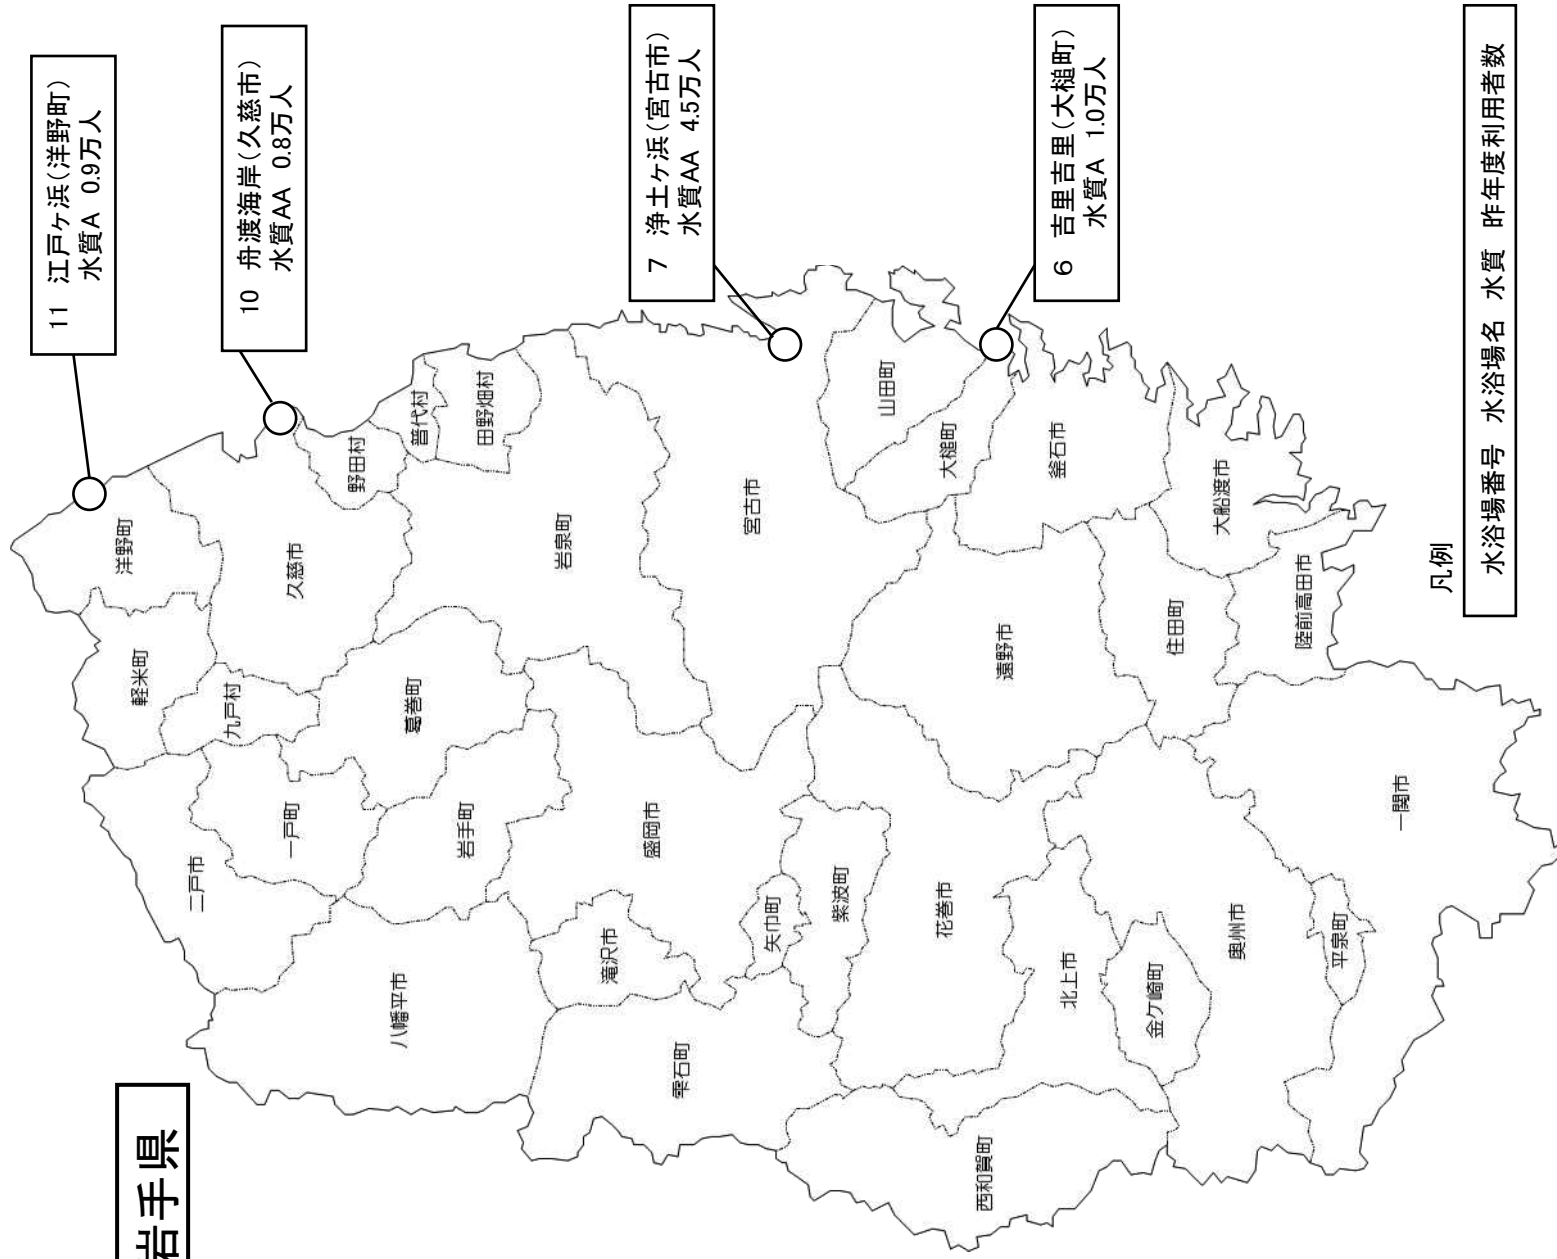 岩手県
11 江戸ヶ浜(洋野町)
水質A 0.9万人
10 舟渡海岸(久慈市)
水質AA 0.8万人
7 浄土ヶ浜(宮古市)
水質AA 4.5万人
6 吉里吉里(大槌町)
水質A 1.0万人
洋野町
軽米町
久慈市
九戸村
野田村
普代村
田野畑村
二戸市
一戸町
葛巻町
岩手町
岩泉町
八幡平市
盛岡市
滝沢市
宮古市
雫石町
矢巾町
紫波町
山田町
大槌町
花巻市
遠野市
釜石市
西和賀町
北上市
金ケ崎町
住田町
大船渡市
奥州市
陸前高田市
平泉町
一関市
凡例
水浴場番号 水浴場名 水質 昨年度利用者数